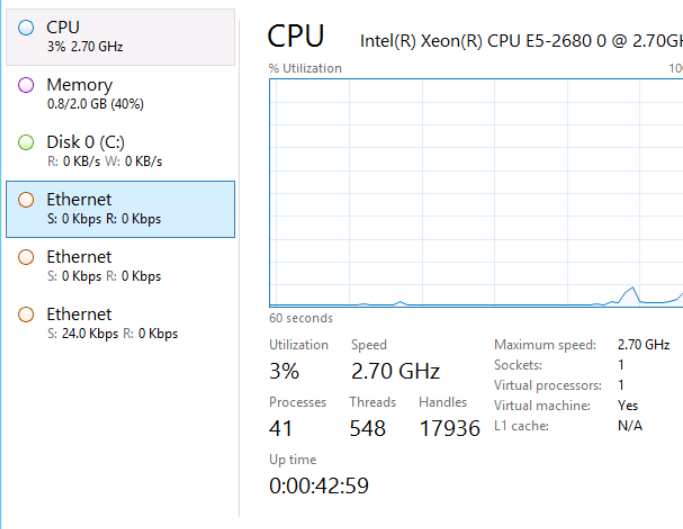 CPU
3% 2.70 GHz
Memory
0.8/2.0 GB (40%)
Disk 0 (C:)
R: 0 KB/s W: 0 KB/s
Ethernet
S: 0 Kbps R: 0 Kbps
Ethernet
S: 0 Kbps R: 0 Kbps
Ethernet
S: 24.0 Kbps R: 0 Kbps
CPU Intel(R) Xeon(R) CPU E5-2680 0 @ 2.70GH
% Utilization 10
60 seconds
Utilization Speed
3% 2.70 GHz
Processes Threads Handles
41 548 17936
Up time
0:00:42:59
Maximum speed: 2.70 GHz
Sockets: 1
Virtual processors: 1
Virtual machine: Yes
L1 cache: N/A